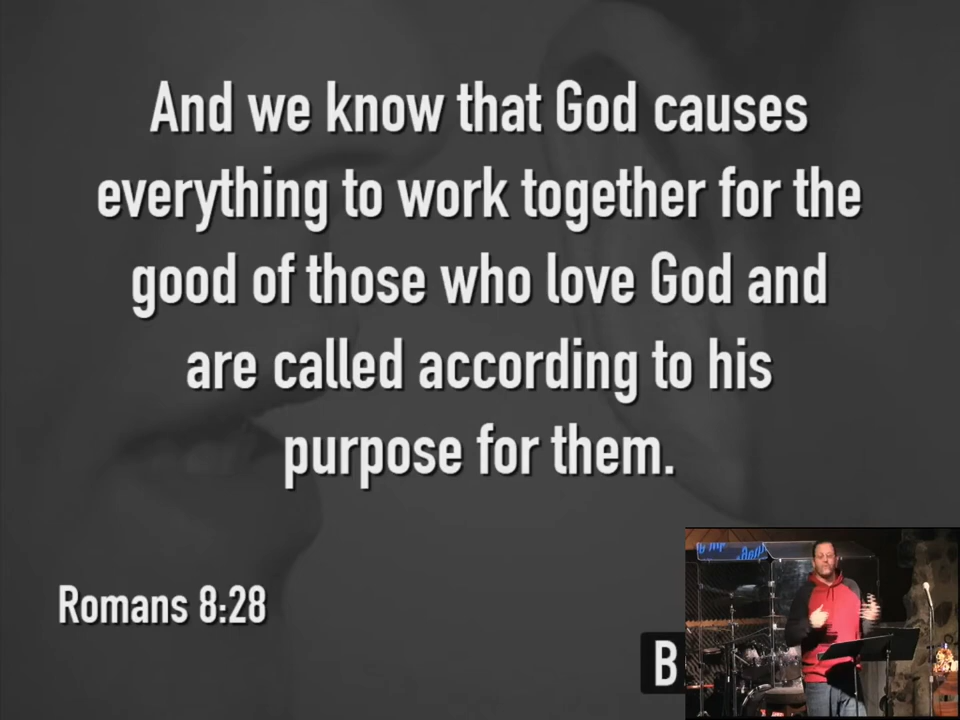 And we know that God causes
everything to work together for the
good of those who love God and
are called according to his
purpose for them.
Romans 8:28
B